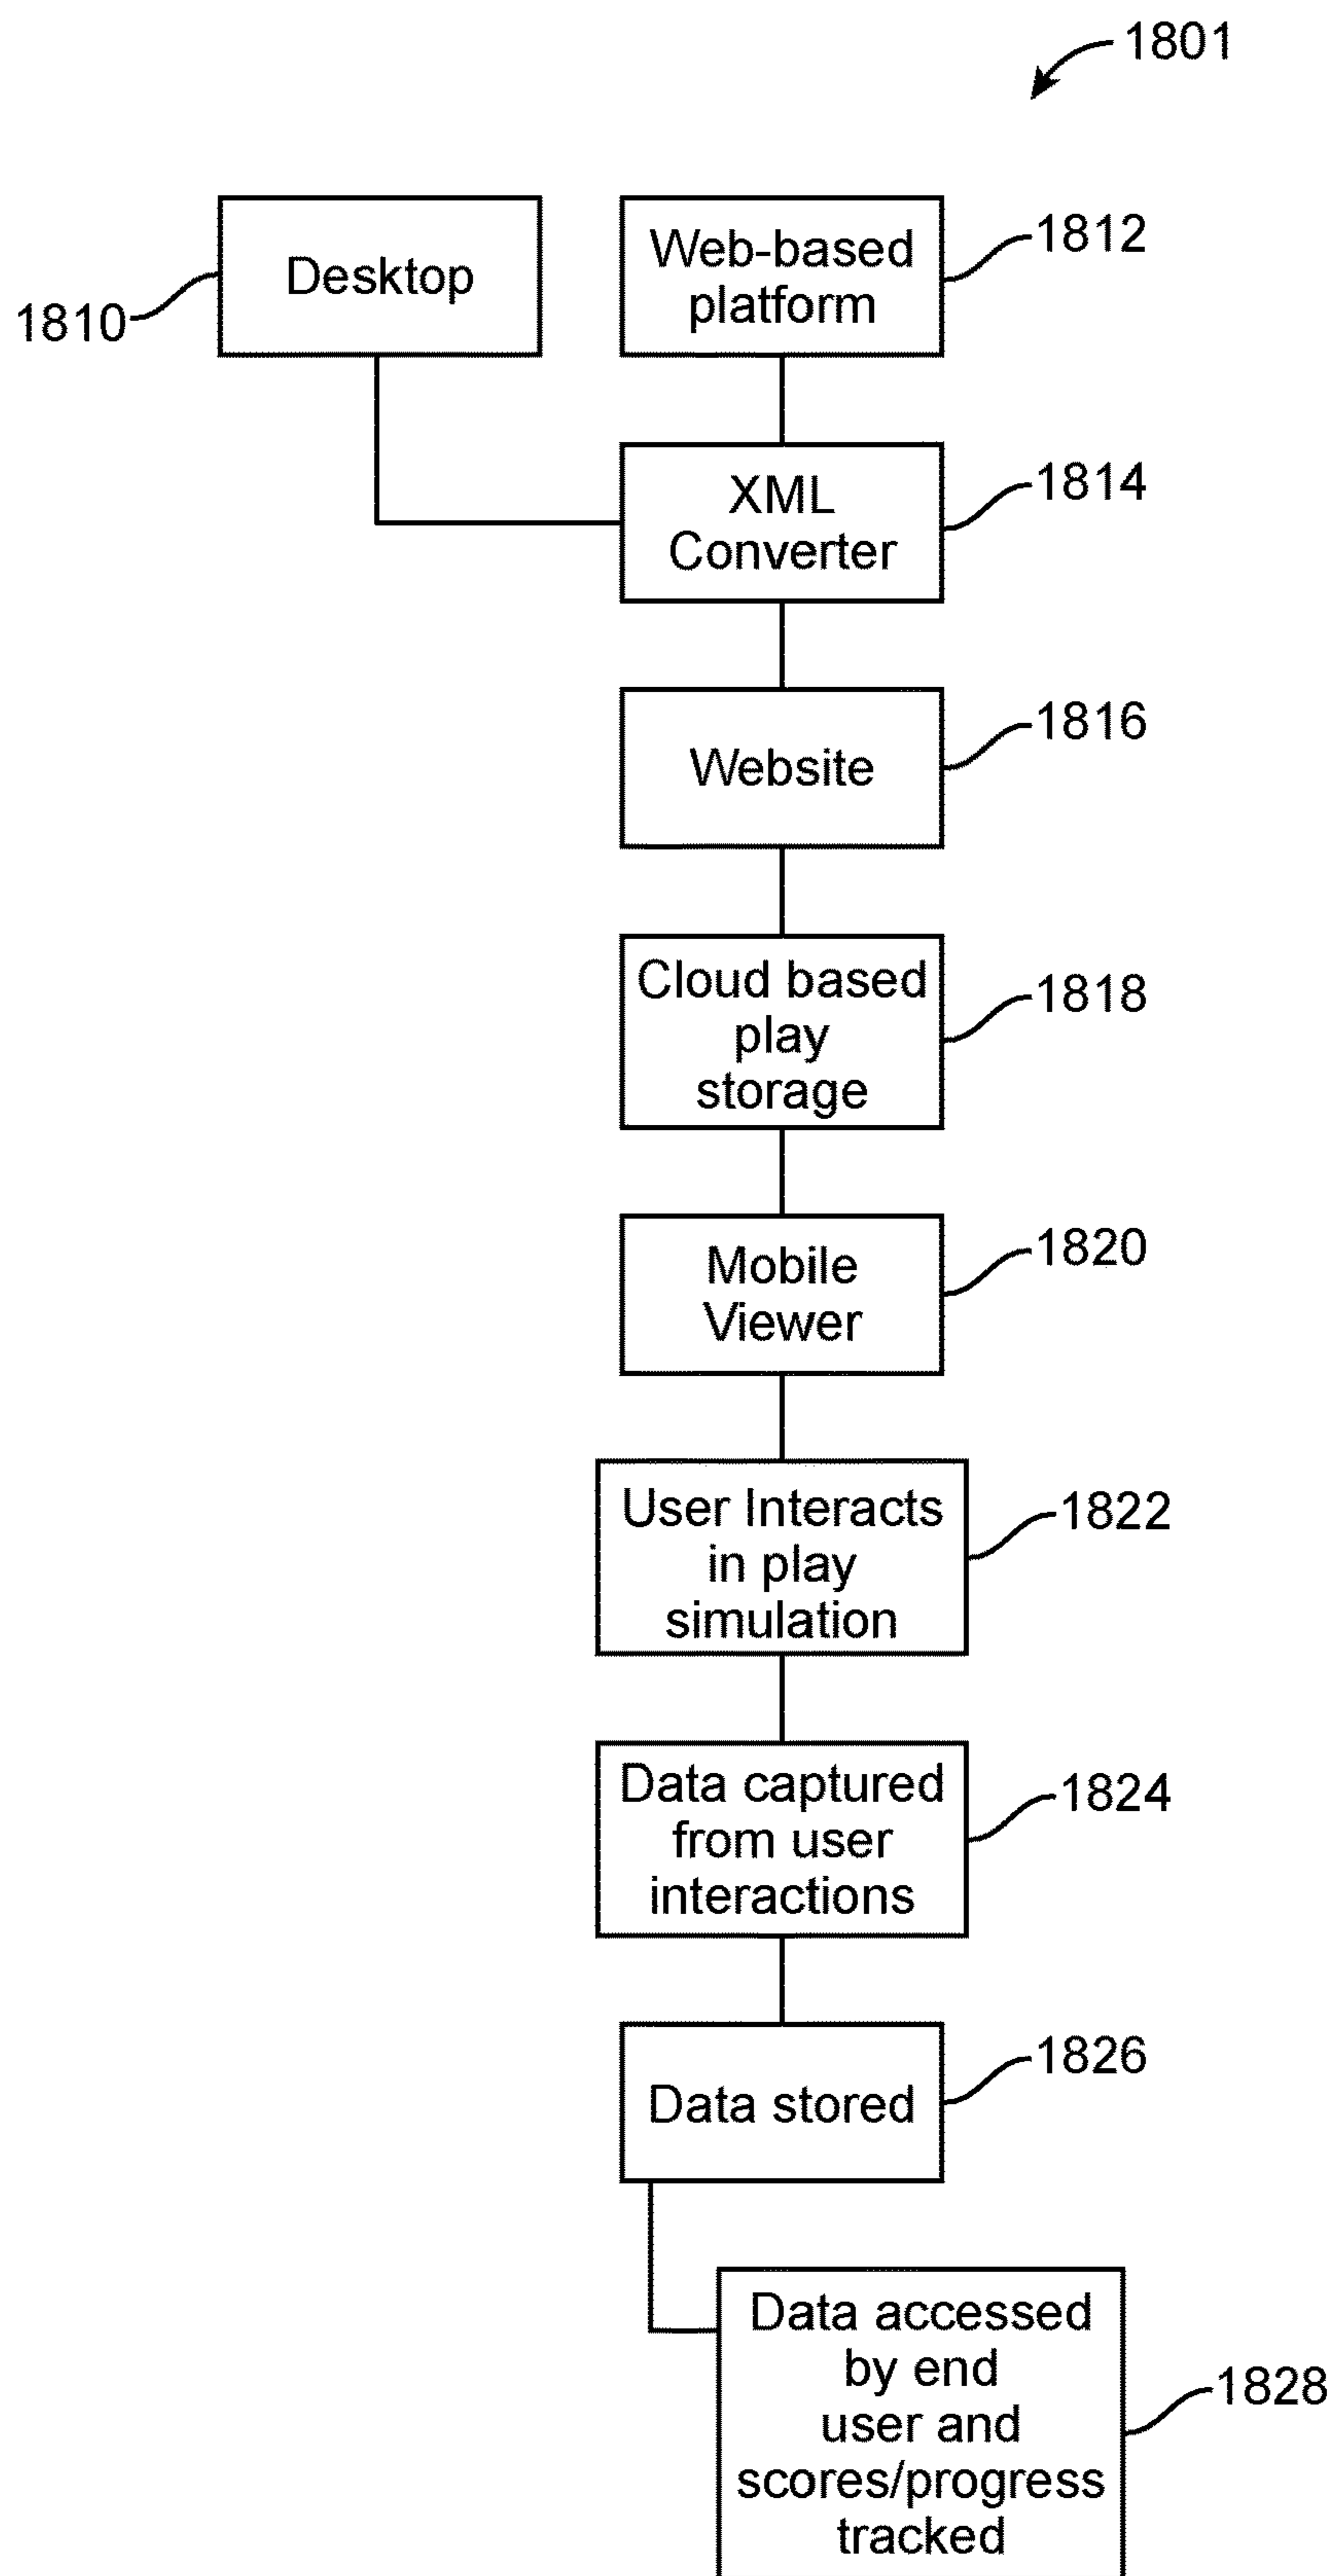 1801
Desktop
1810
Web-based
platform
1812
XML
Converter
1814
Website
1816
Cloud based
play
storage
1818
Mobile
Viewer
1820
User Interacts
in play
simulation
1822
Data captured
from user
interactions
1824
Data stored
1826
Data accessed
by end
user and
scores/progress
tracked
1828